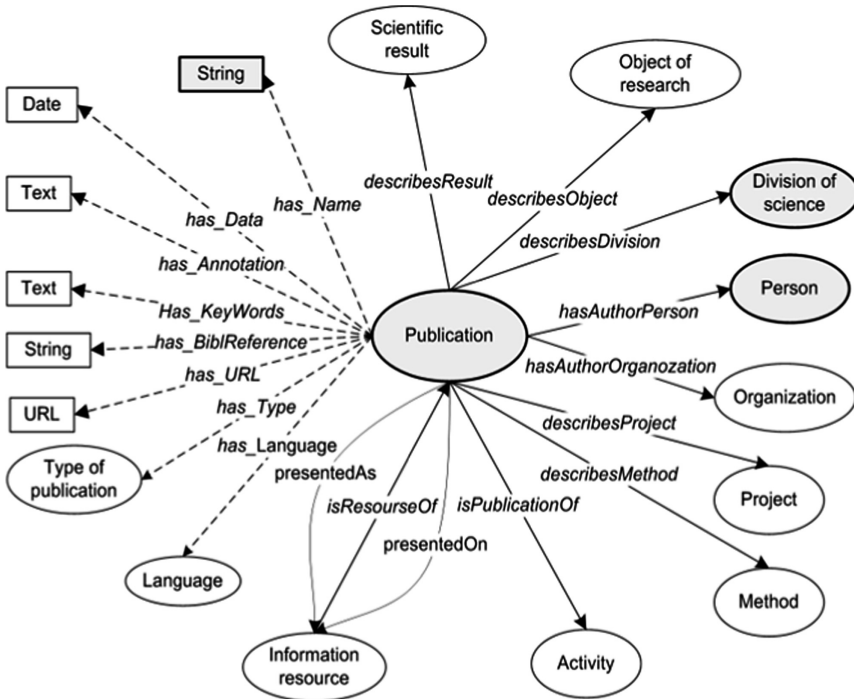 Scientific
result
String
Object of
research
Date
describesResult
Text
has_Name
describesObject
Division of
science
has_Data
describesDivision
has_Annotation
Text
Has_KeyWords
Person
hasAuthorPerson
Publication
String
has_BiblReference
hasAuthorOrganozation
has_URL
Organization
URL
has_Type
describesProject
has_Language
Type of
publication
presentedAs
describesMethod
isResourseOf
isPublicationOf
Project
presentedOn
Language
Method
Information
resource
Activity